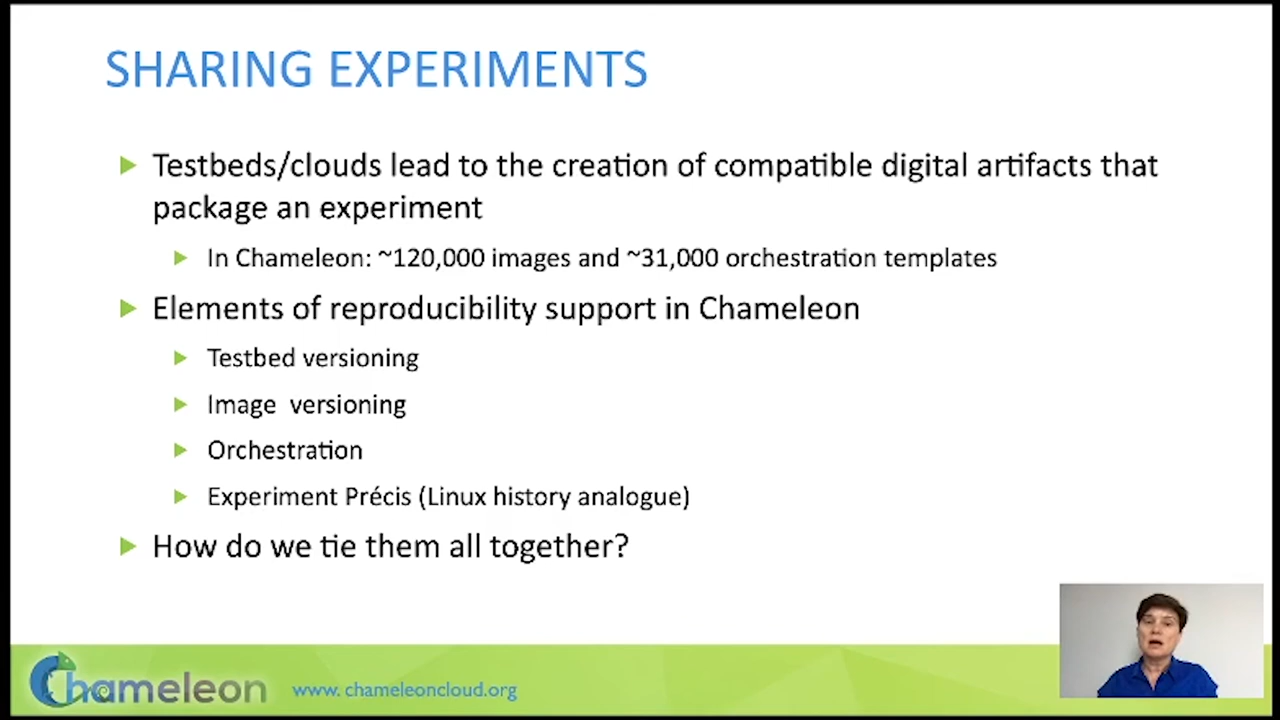 SHARING EXPERIMENTS
Testbeds/clouds lead to the creation of compatible digital artifacts that
package an experiment
In Chameleon: ~120,000 images and ~31,000 orchestration templates
Elements of reproducibility support in Chameleon
Testbed versioning
Image versioning
Orchestration
Experiment Précis (Linux history analogue)
How do we tie them all together?
Chameleon www. chameleoncloud.org